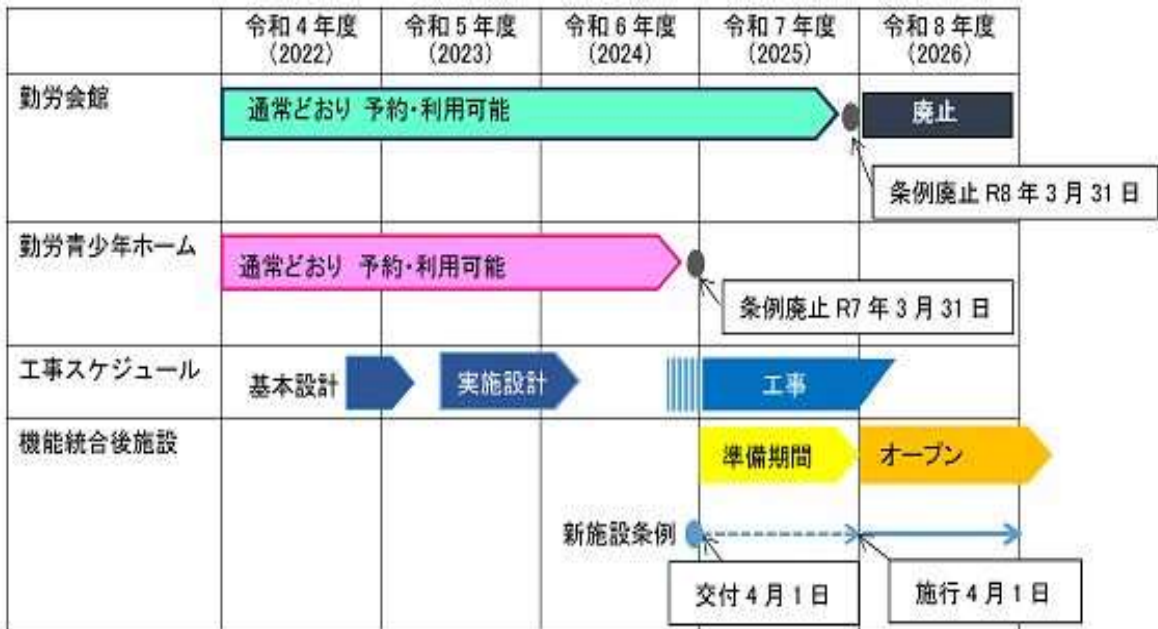 令和4年度 令和5年度 令和6年度 令和7年度 令和8年度
(2022) (2023) (2024) (2025) (2026)
勤労会館
通常どおり 予約・利用可能
廃止
条例廃止 R8 年 3 月 31 日
勤労青少年ホーム
通常どおり 予約・利用可能
条例廃止 R7 年 3 月 31 日
工事スケジュール
基本設計
実施設計
工事
機能統合後施設
準備期間
オープン
新施設条例
交付 4 月 1 日
施行 4 月 1 日